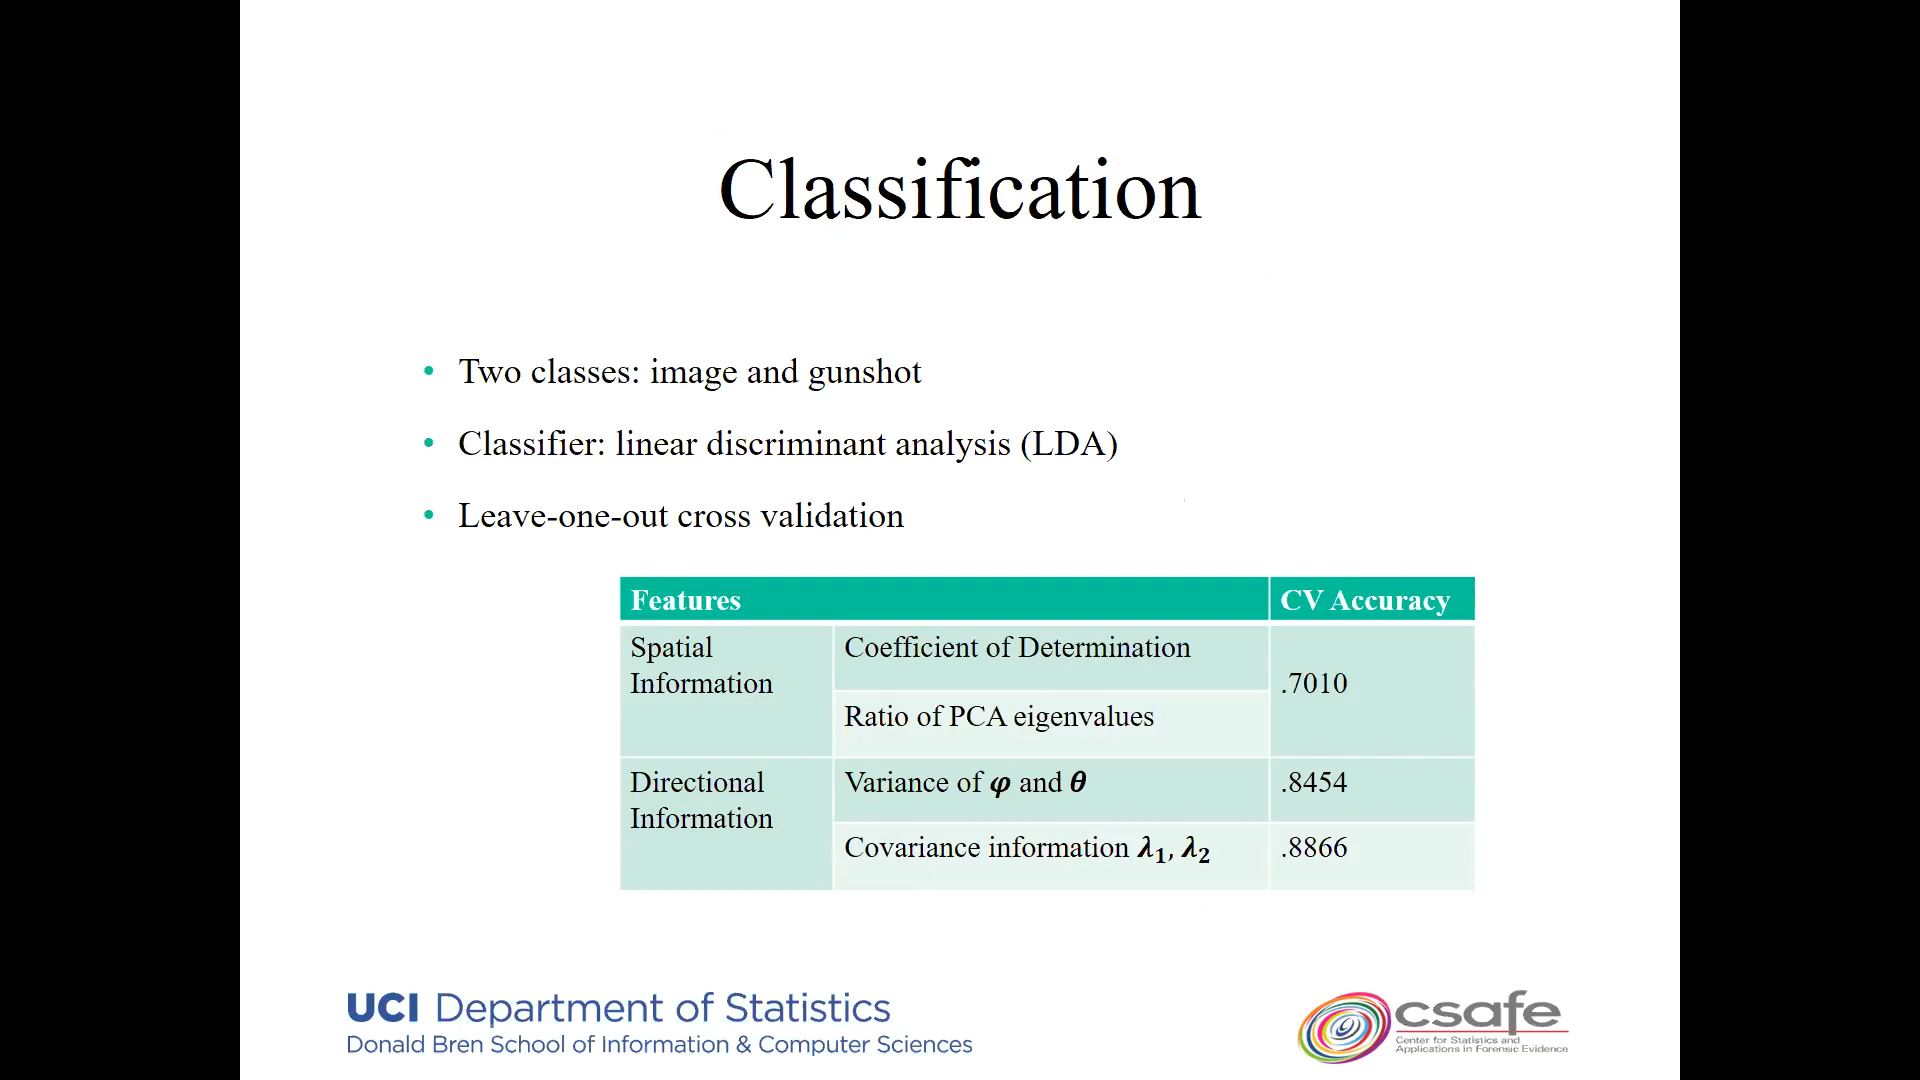 Classification
• Two classes: image and gunshot
• Classifier: linear discriminant analysis (LDA)
• Leave-one-out cross validation
Features CV Accuracy
Spatial
Information
Coefficient of Determination
Ratio of PCA eigenvalues
.7010
Directional
Information
Variance of φ and θ .8454
Covariance information λ₁, λ₂ .8866
UCI Department of Statistics
Donald Bren School of Information & Computer Sciences
csafe
Center for Statistics and
Applications in Forensic Evidence